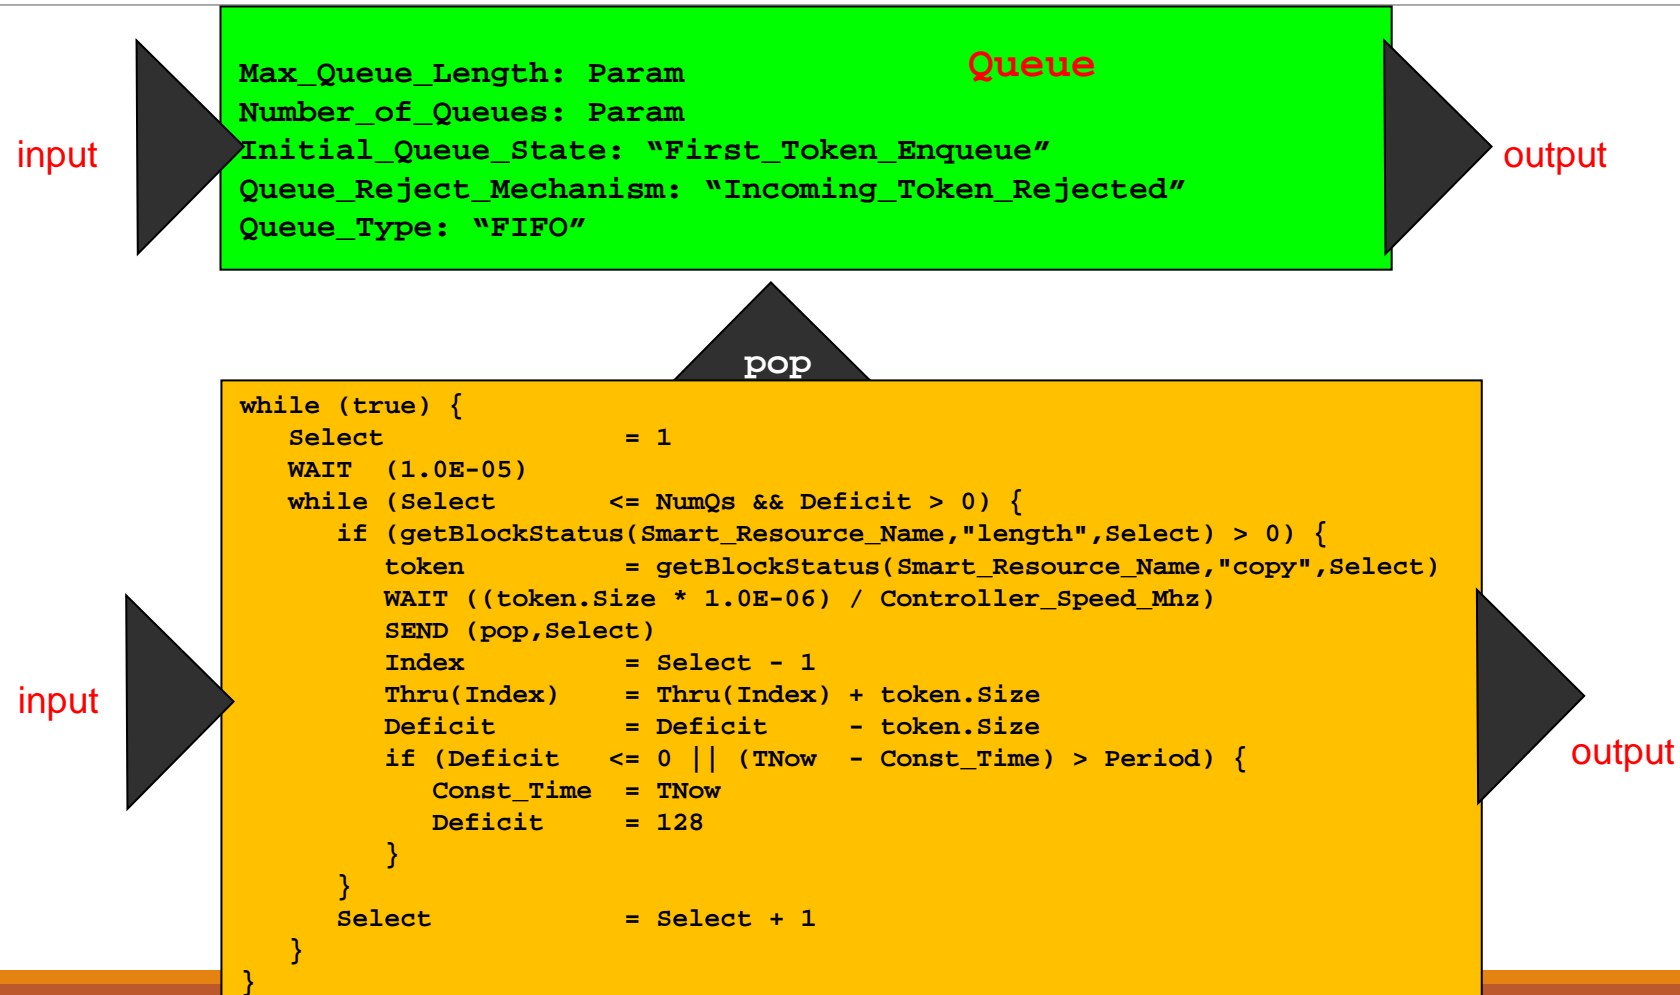 Queue
Max_Queue_Length: Param
Number_of_Queues: Param
input
Initial_Queue_State: “First_Token_Enqueue”
output
Queue_Reject_Mechanism: “Incoming_Token_Rejected”
Queue_Type: “FIFO”
pop
while (true) {
   Select               = 1
   WAIT  (1.0E-05)
   while (Select       <= NumQs && Deficit > 0) {
      if (getBlockStatus(Smart_Resource_Name,"length",Select) > 0) {
         token          = getBlockStatus(Smart_Resource_Name,"copy",Select)
         WAIT ((token.Size * 1.0E-06) / Controller_Speed_Mhz)
         SEND (pop,Select)
         Index          = Select - 1
input
         Thru(Index)    = Thru(Index) + token.Size
         Deficit        = Deficit     - token.Size
         if (Deficit   <= 0 || (TNow  - Const_Time) > Period) {
output
            Const_Time  = TNow
            Deficit     = 128
         }
      }
      Select            = Select + 1
   }
}